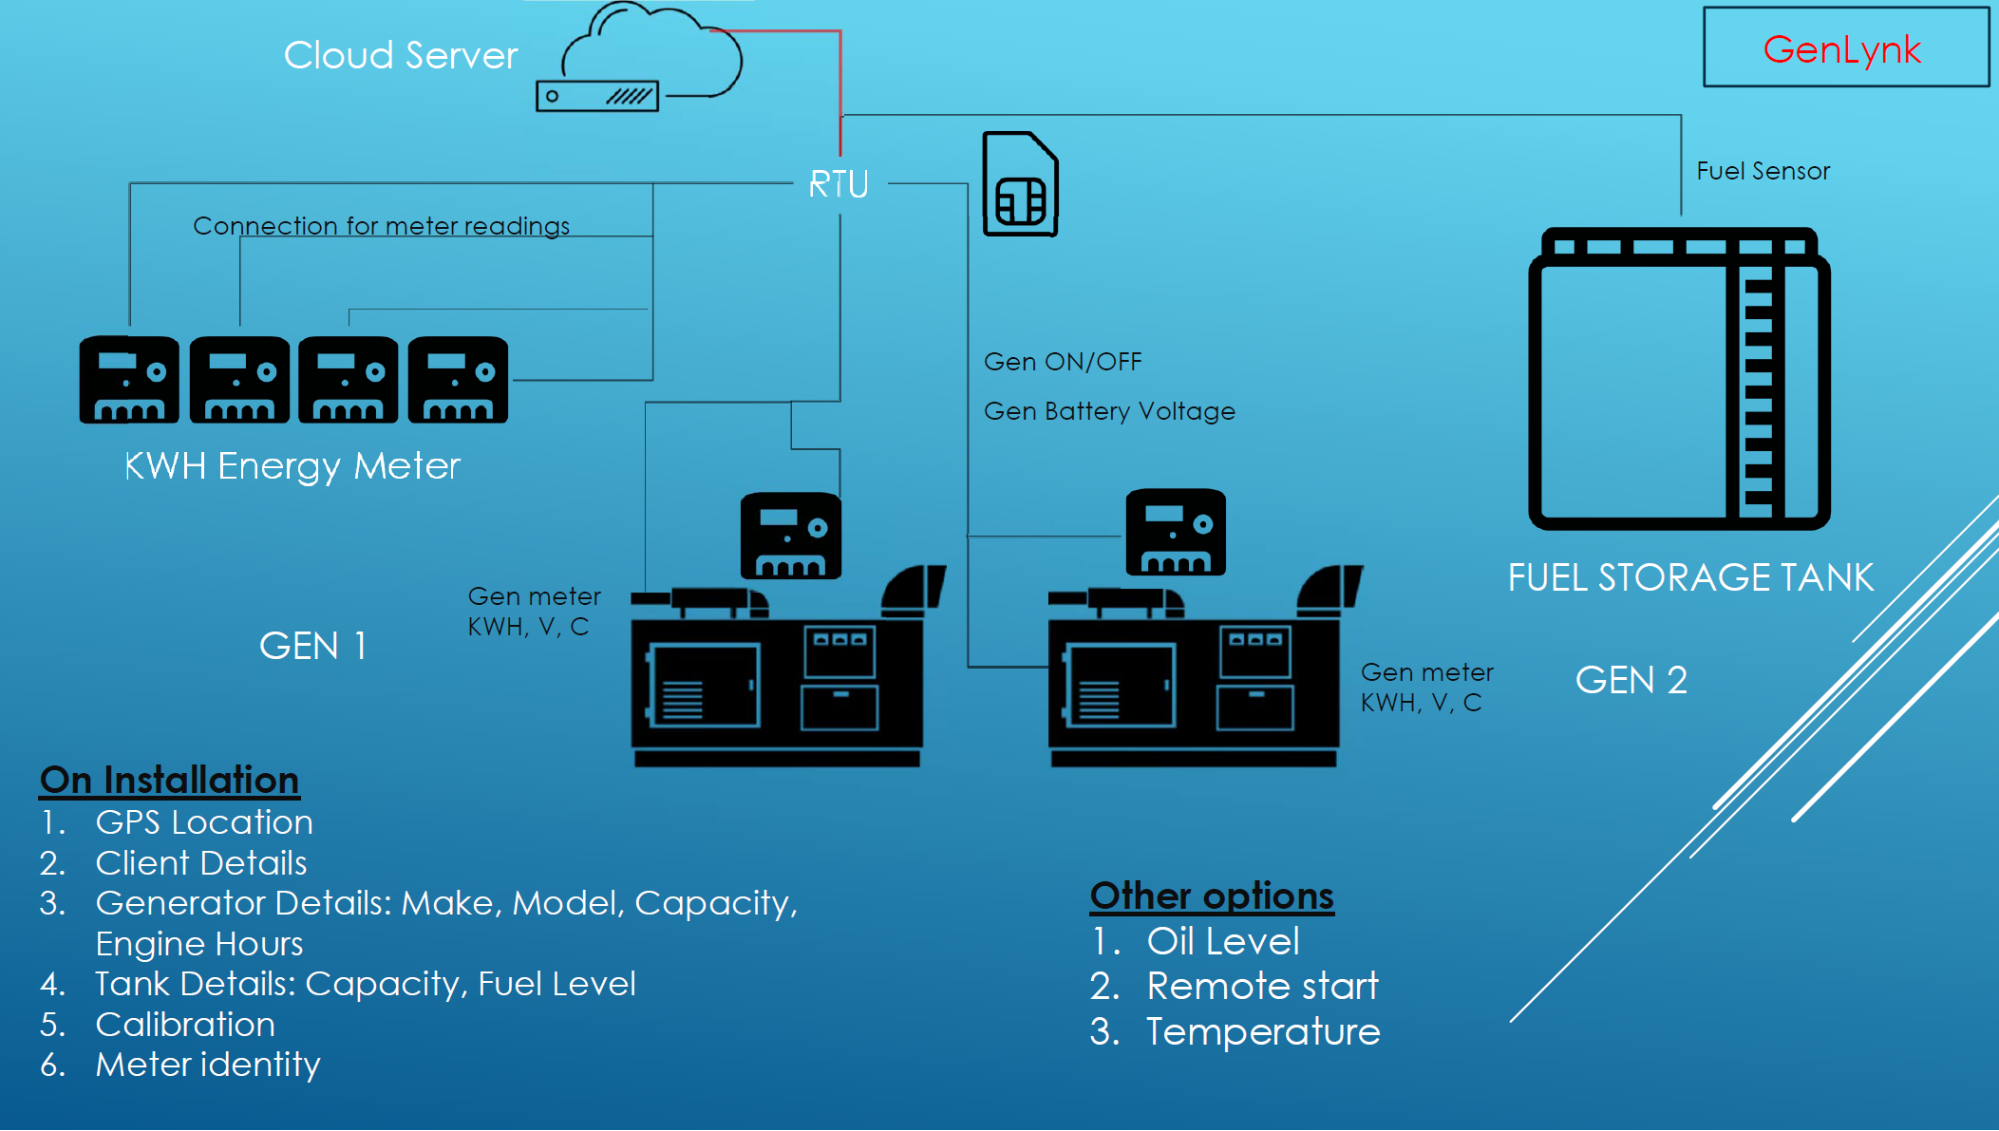 Cloud Server
GenLynk
RTU
Fuel Sensor
Connection for meter readings
Gen ON/OFF
Gen Battery Voltage
KWH Energy Meter
FUEL STORAGE TANK
Gen meter
KWH, V, C
GEN 1
Gen meter
KWH, V, C
GEN 2
On Installation
1. GPS Location
2. Client Details
3. Generator Details: Make, Model, Capacity,
Engine Hours
4. Tank Details: Capacity, Fuel Level
5. Calibration
6. Meter identity
Other options
1. Oil Level
2. Remote start
3. Temperature